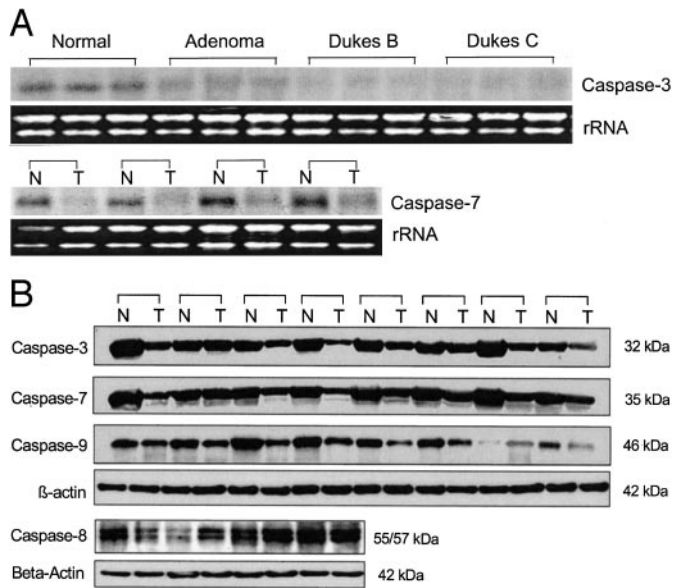 A
Normal Adenoma Dukes B Dukes C
Caspase-3
rRNA
N T N T N T N T
Caspase-7
rRNA
B
N T N T N T N T N T N T N T N T
Caspase-3 32 kDa
Caspase-7 35 kDa
Caspase-9 46 kDa
ß-actin 42 kDa
Caspase-8 55/57 kDa
Beta-Actin 42 kDa